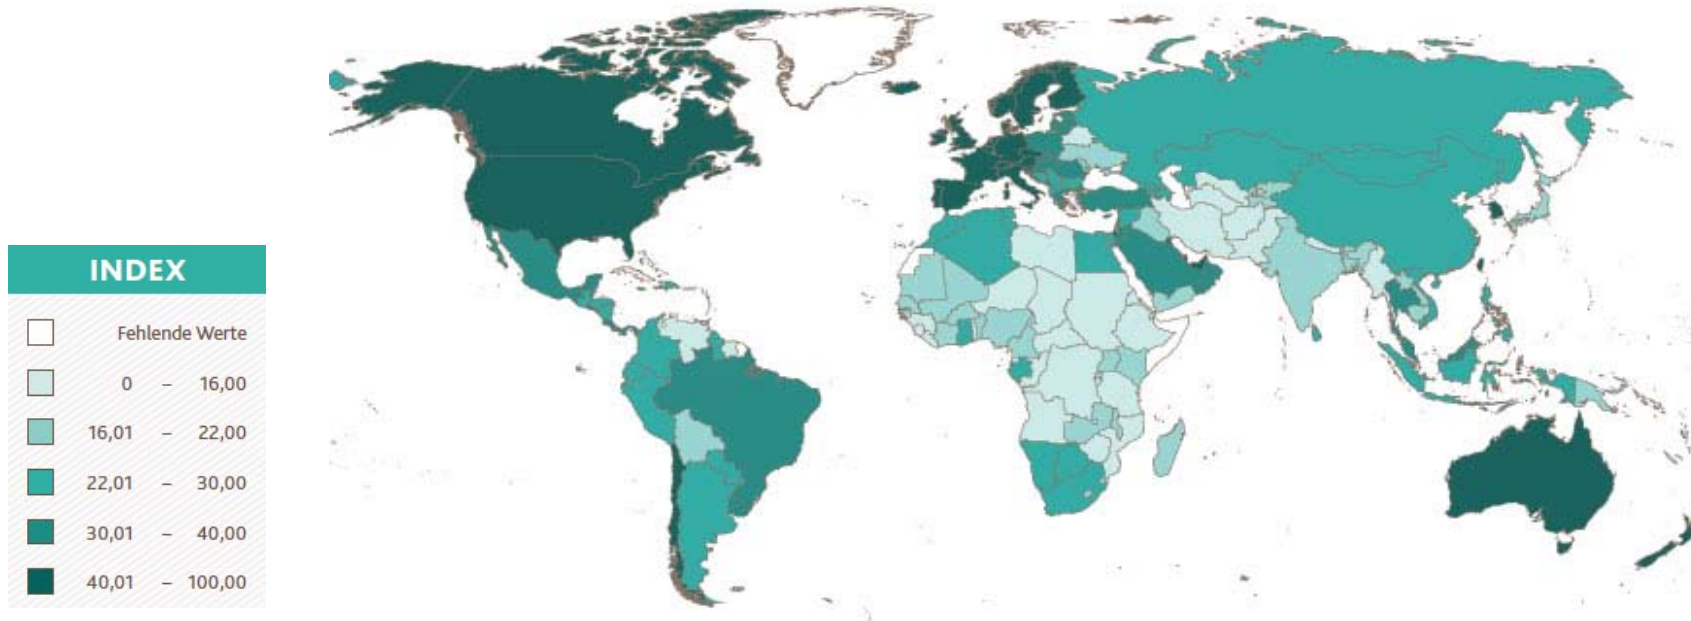 INDEX
Fehlende Werte
0 – 16,00
16,01 – 22,00
22,01 – 30,00
30,01 – 40,00
40,01 – 100,00